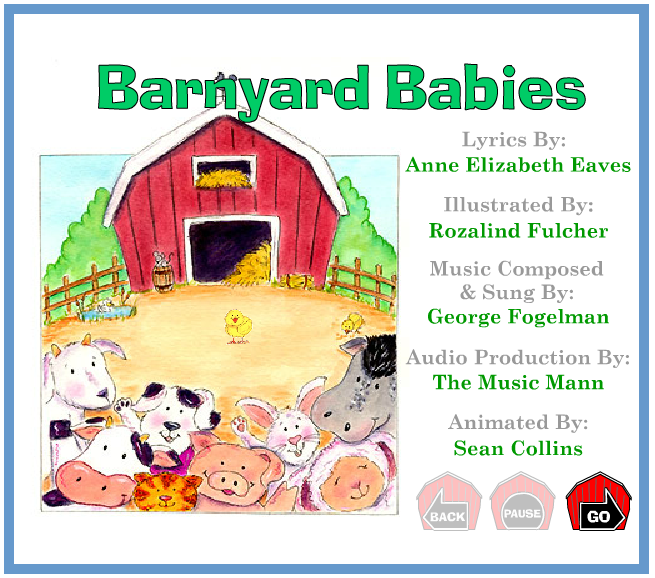 Barnyard Babies
Lyrics By:
Anne Elizabeth Eaves
Illustrated By:
Rozalind Fulcher
Music Composed
& Sung By:
George Fogelman
Audio Production By:
The Music Mann
Animated By:
Sean Collins
BACK
PAUSE
GO